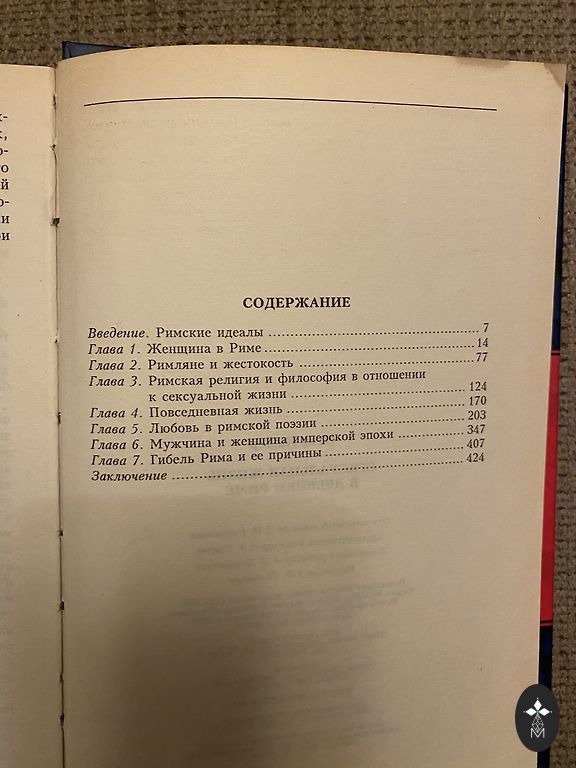 СОДЕРЖАНИЕ
Введение. Римские идеалы 7
Глава 1. Женщина в Риме 14
Глава 2. Римляне и жестокость 77
Глава 3. Римская религия и философия в отношении
к сексуальной жизни 124
Глава 4. Повседневная жизнь 170
Глава 5. Любовь в римской поэзии 203
Глава 6. Мужчина и женщина имперской эпохи 347
Глава 7. Гибель Рима и ее причины 407
Заключение 424